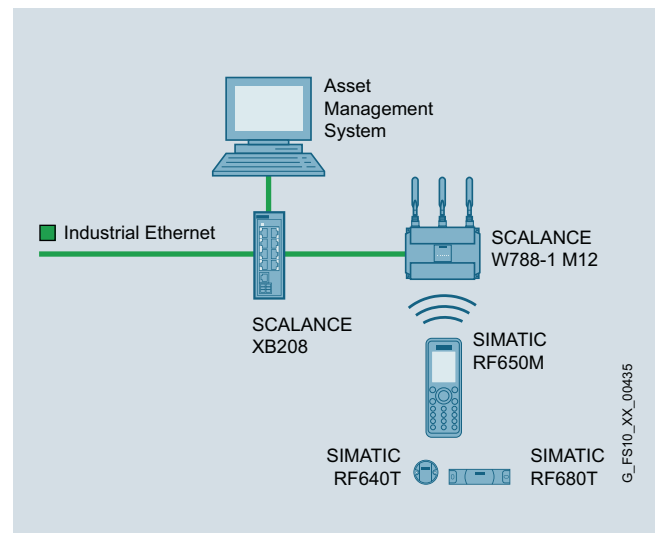 Asset
Management
System
Industrial Ethernet
SCALANCE
W788-1 M12
SCALANCE
XB208
SIMATIC
RF650M
SIMATIC
RF640T
SIMATIC
RF680T
G_FS10_XX_00435